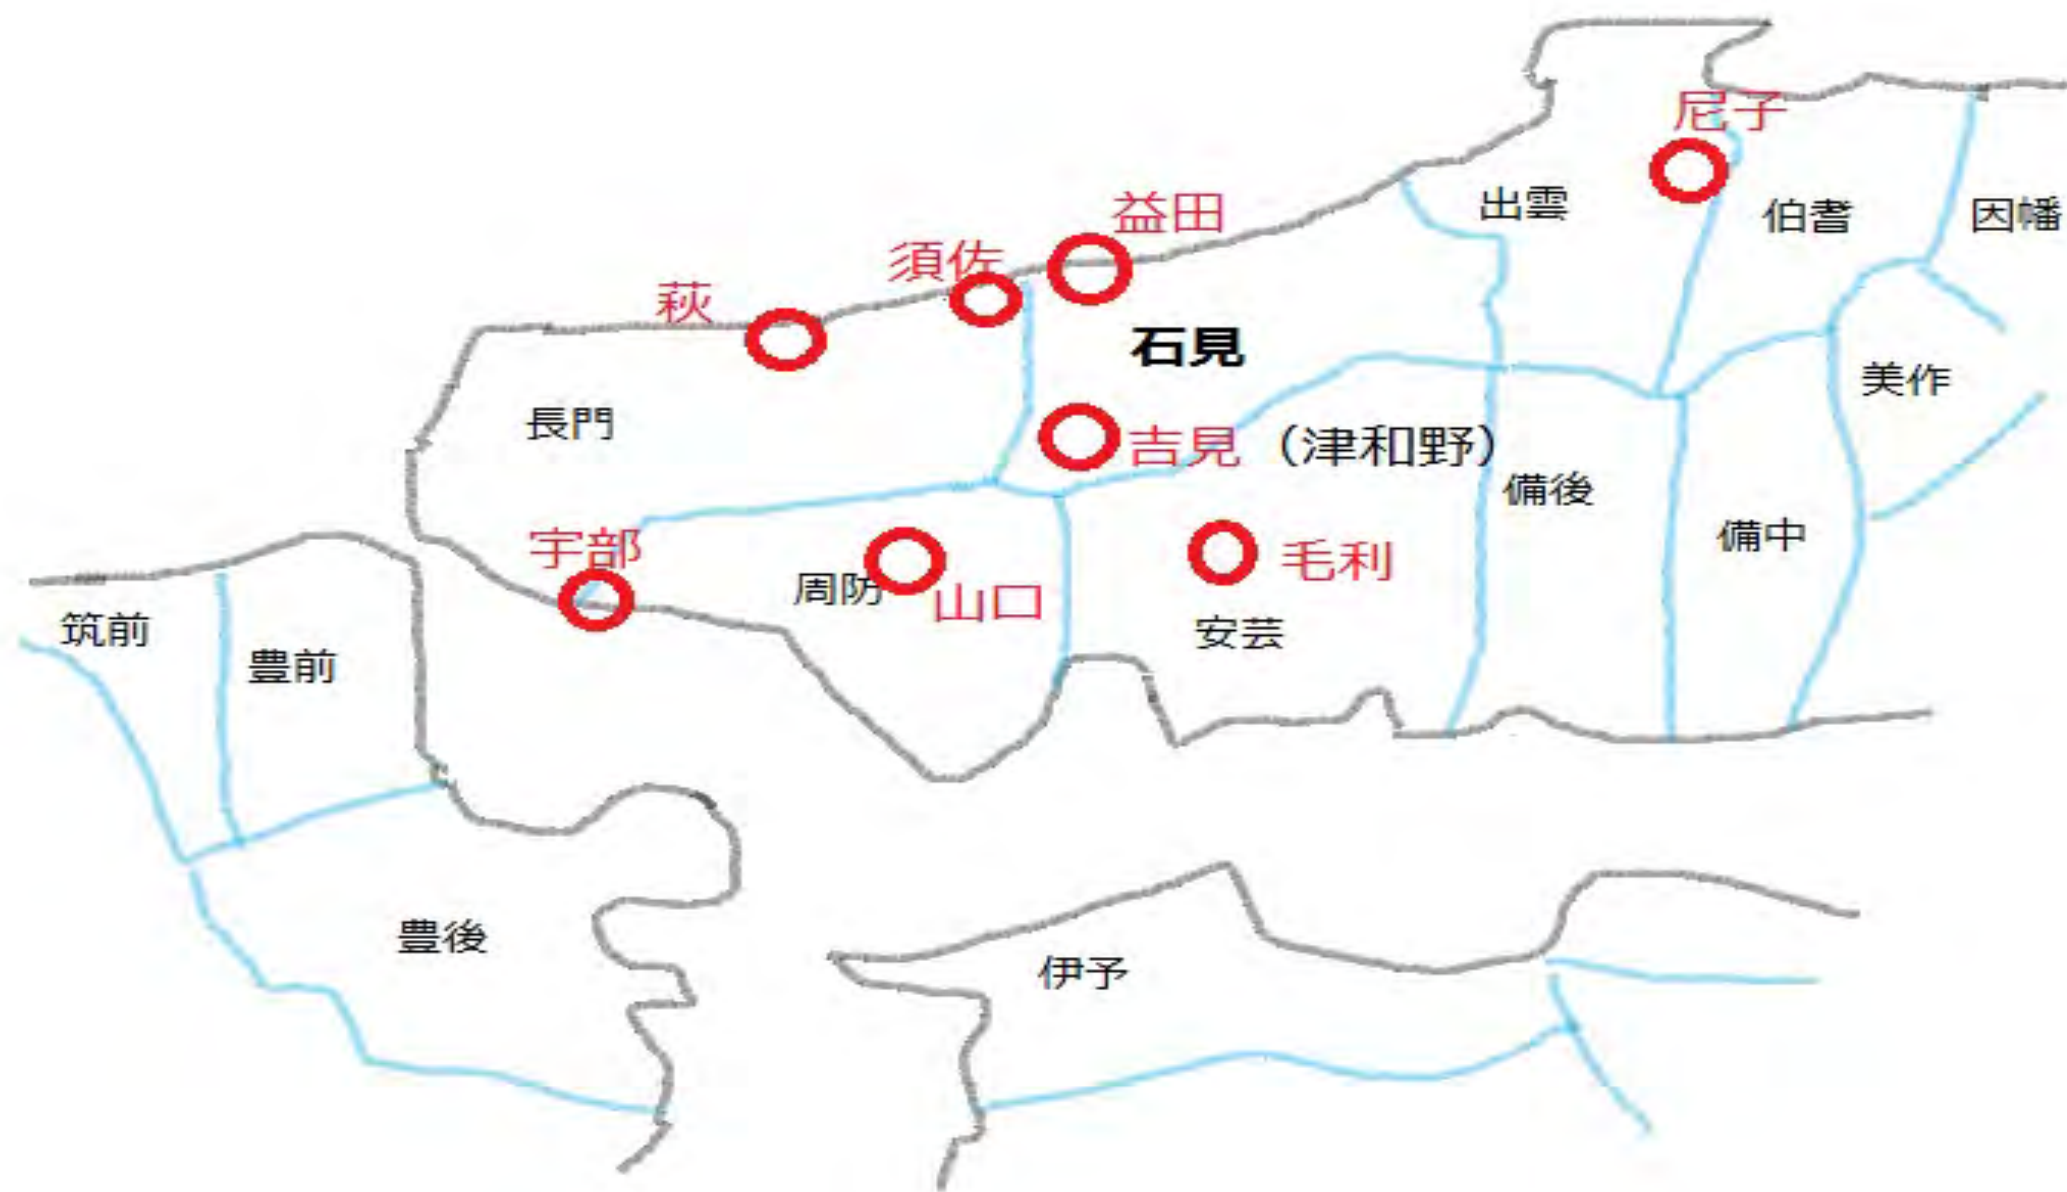 尼子
出雲
伯耆
因幡
益田
須佐
萩
石見
美作
長門
吉見（津和野）
備後
備中
宇部
周防
山口
毛利
安芸
筑前
豊前
豊後
伊予